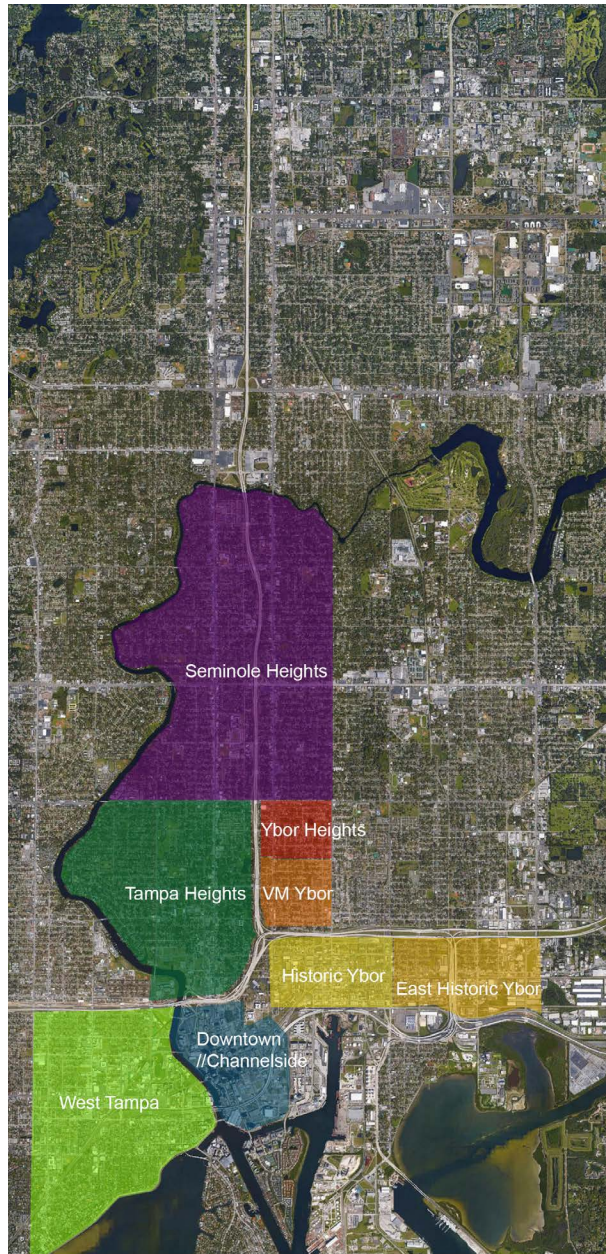 Seminole Heights
Ybor Heights
Tampa Heights
VM Ybor
Historic Ybor
East Historic Ybor
Downtown
//Channelside
West Tampa